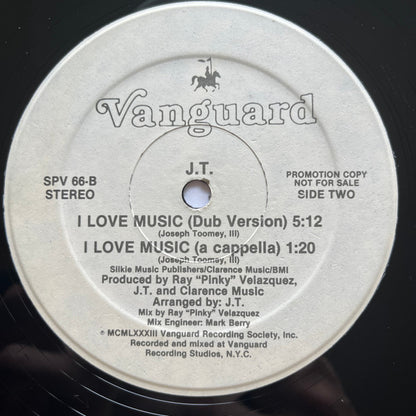 Vanguard
J.T.
SPV 66-B
STEREO
PROMOTION COPY
NOT FOR SALE
SIDE TWO
I LOVE MUSIC (Dub Version) 5:12
(Joseph Toomey, III)
I LOVE MUSIC (a cappella) 1:20
(Joseph Toomey, III)
Silkie Music Publishers/Clarence Music/BMI
Produced by Ray "Pinky" Velazquez,
J.T. and Clarence Music
Arranged by: J.T.
Mix by Ray "Pinky" Velazquez
Mix Engineer: Mark Berry
℗ MCMLXXXIII Vanguard Recording Society, Inc.
Recorded and mixed at Vanguard
Recording Studios, N.Y.C.